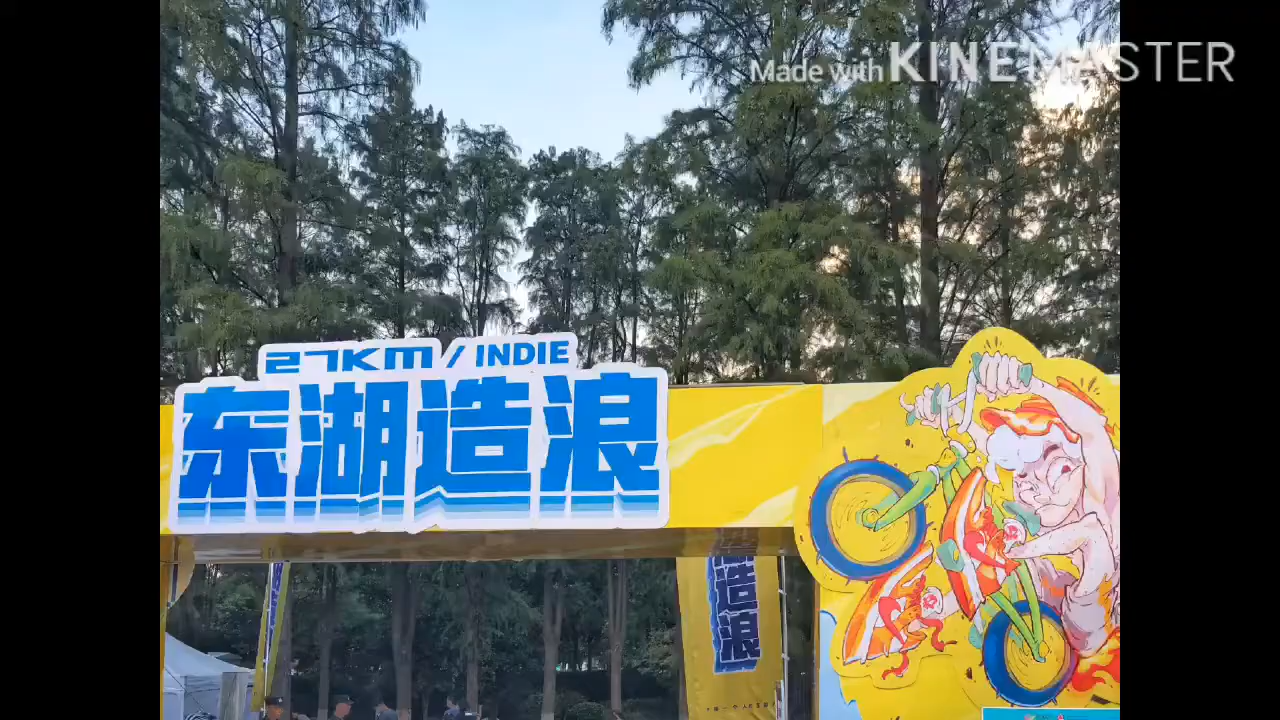 Made with KINEMASTER
27KM / INDIE
东湖造浪
造浪